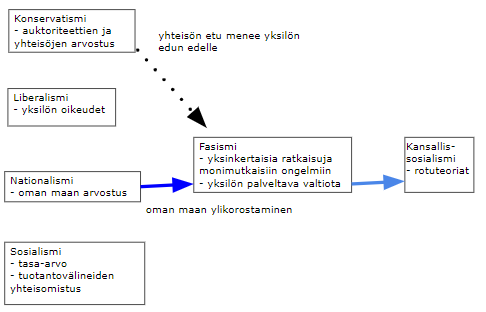 Konservatismi
- auktoriteettien ja
yhteisöjen arvostus
yhteisön etu menee yksilön
edun edelle
Liberalismi
- yksilön oikeudet
Fasismi
- yksinkertaisia ratkaisuja
monimutkaisiin ongelmiin
- yksilön palveltava valtiota
Kansallis-
sosialismi
- rotuteoriat
Nationalismi
- oman maan arvostus
oman maan ylikorostaminen
Sosialismi
- tasa-arvo
- tuotantovälineiden
yhteisomistus